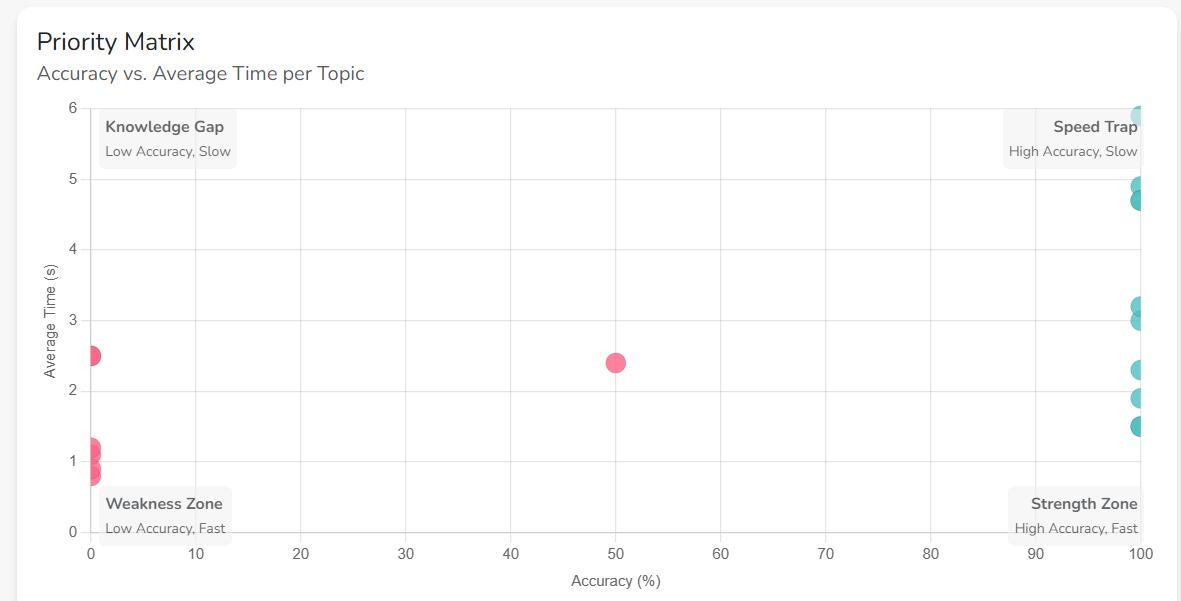 Priority Matrix
Accuracy vs. Average Time per Topic
6
Knowledge Gap
Low Accuracy, Slow
Speed Trap
High Accuracy, Slow
5
4
3
2
1
0
Average Time (s)
Weakness Zone
Low Accuracy, Fast
Strength Zone
High Accuracy, Fast
0 10 20 30 40 50 60 70 80 90 100
Accuracy (%)